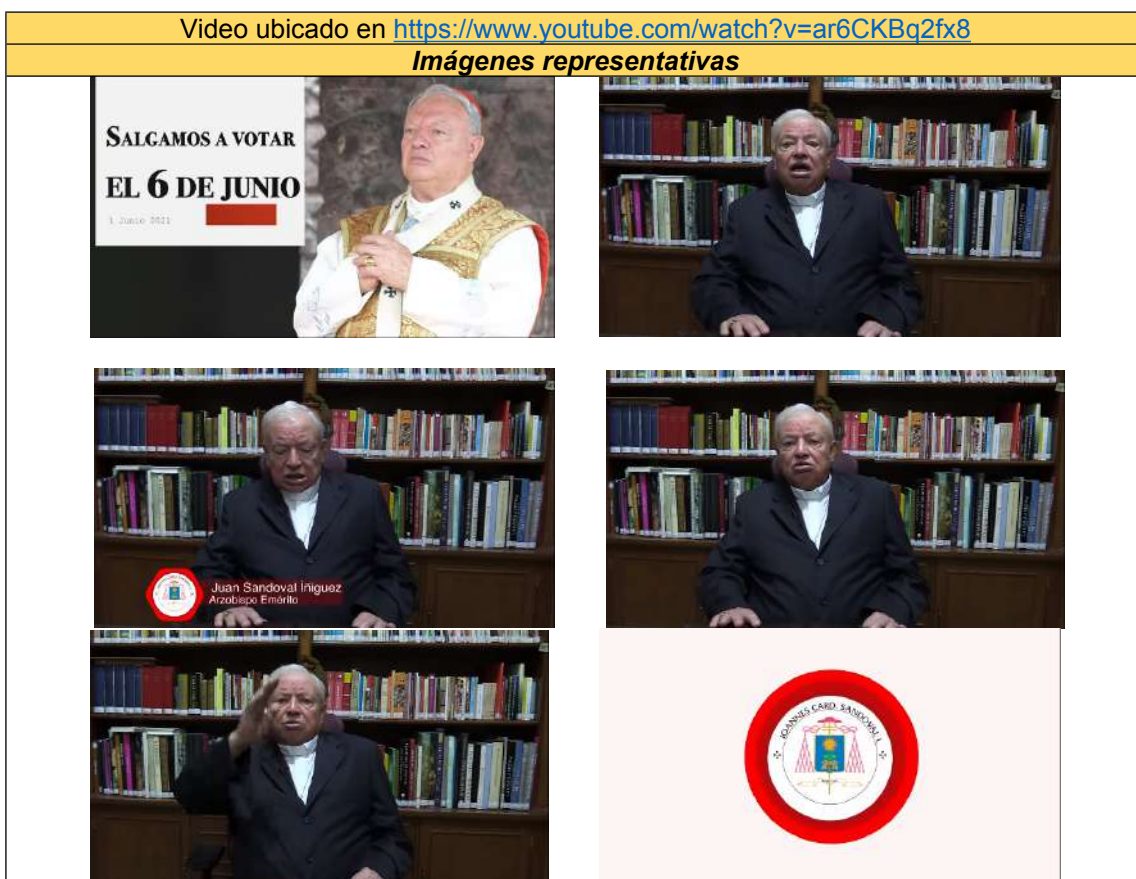 Video ubicado en https://www.youtube.com/watch?v=ar6CKBq2fx8
Imágenes representativas
SALGAMOS A VOTAR
EL 6 DE JUNIO
1 Junio 2021
Juan Sandoval Iñiguez
Arzobispo Emérito
IOANNES CARD. SANDOVAL I.